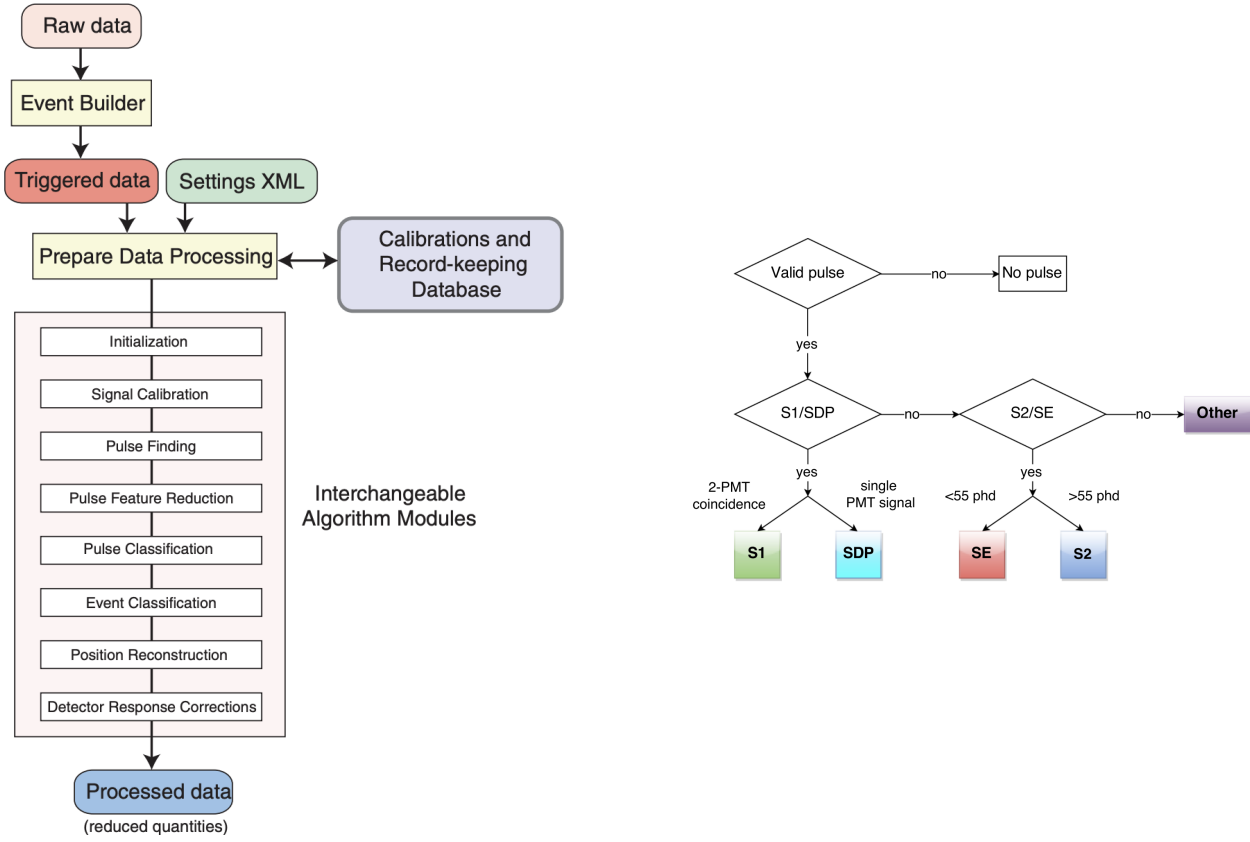 Raw data
Event Builder
Triggered data
Settings XML
Prepare Data Processing
Calibrations and
Record-keeping
Database
Initialization
Signal Calibration
Pulse Finding
Pulse Feature Reduction
Pulse Classification
Event Classification
Position Reconstruction
Detector Response Corrections
Interchangeable
Algorithm Modules
Processed data
(reduced quantities)
Valid pulse
no
No pulse
yes
S1/SDP
no
S2/SE
no
Other
yes
2-PMT
coincidence
single
PMT signal
S1
SDP
yes
<55 phd
>55 phd
SE
S2